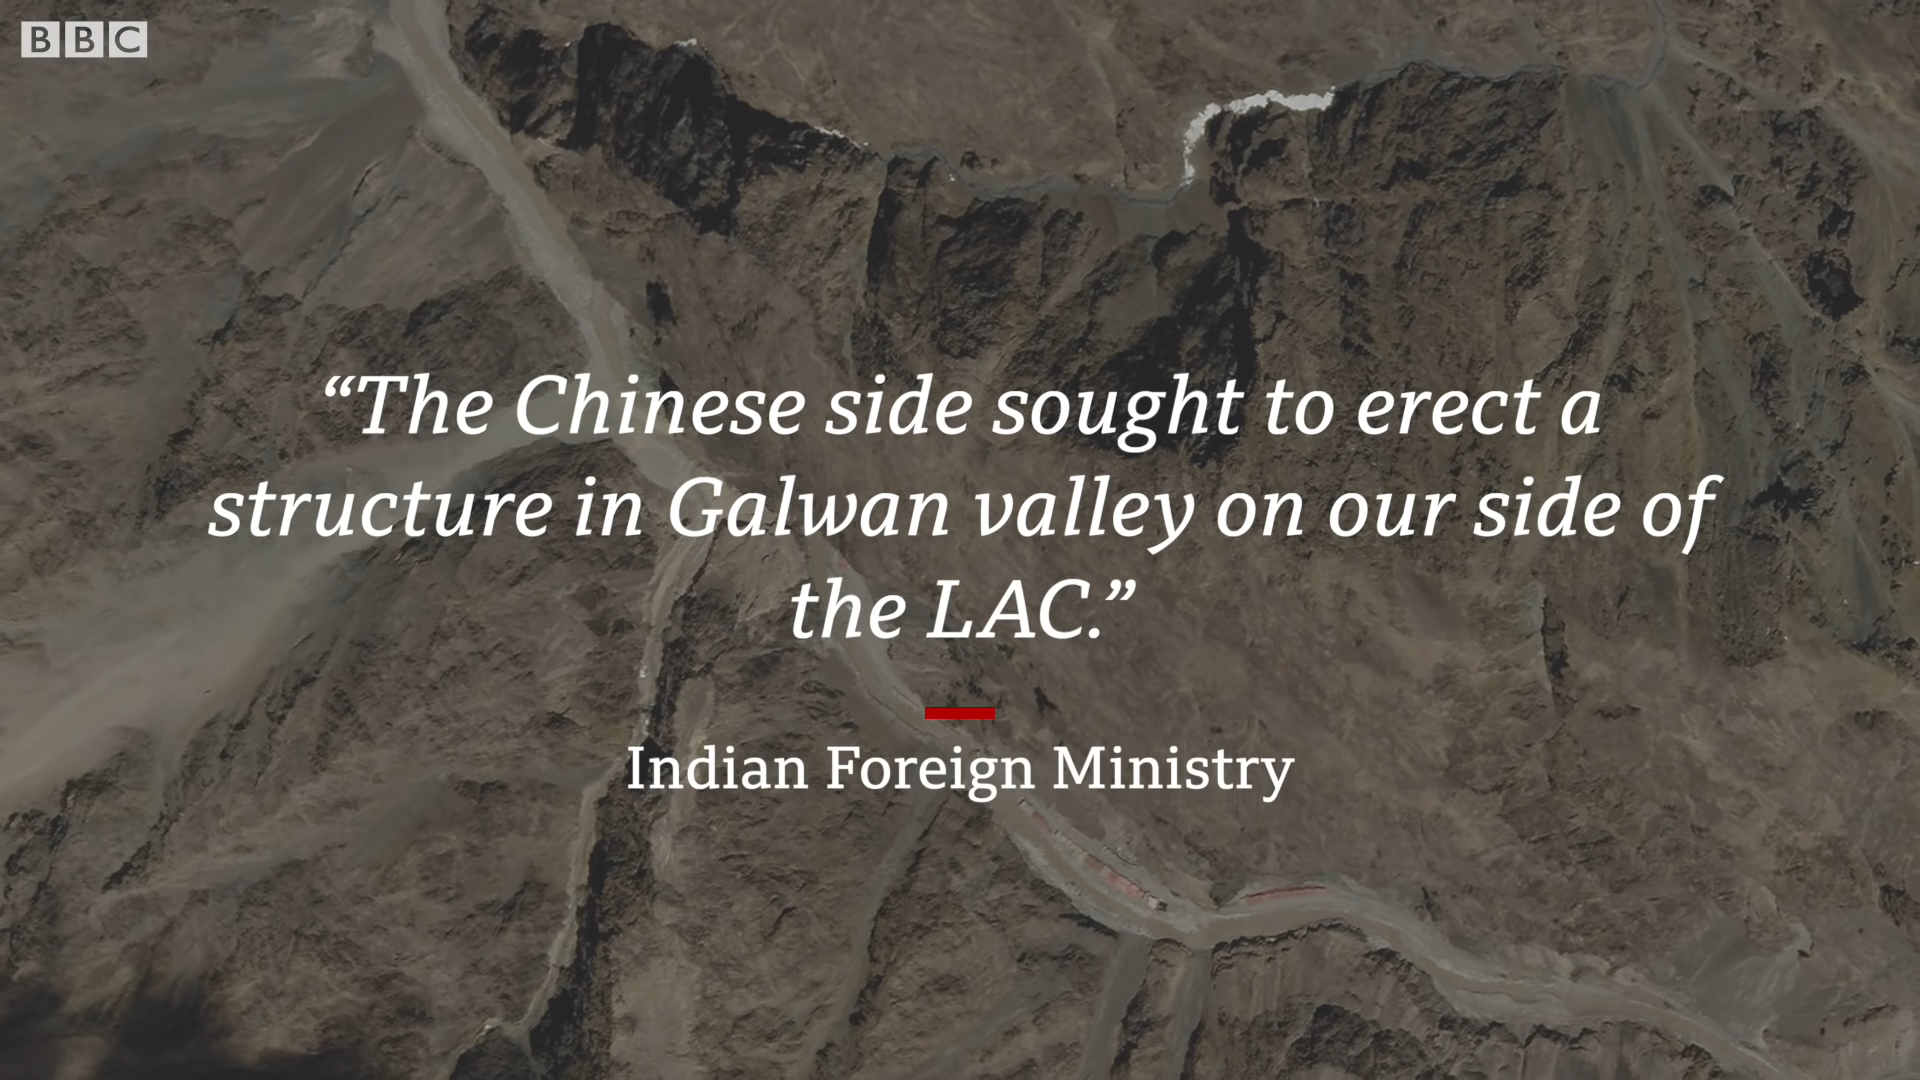 BBC
“The Chinese side sought to erect a
structure in Galwan valley on our side of
the LAC.”
Indian Foreign Ministry